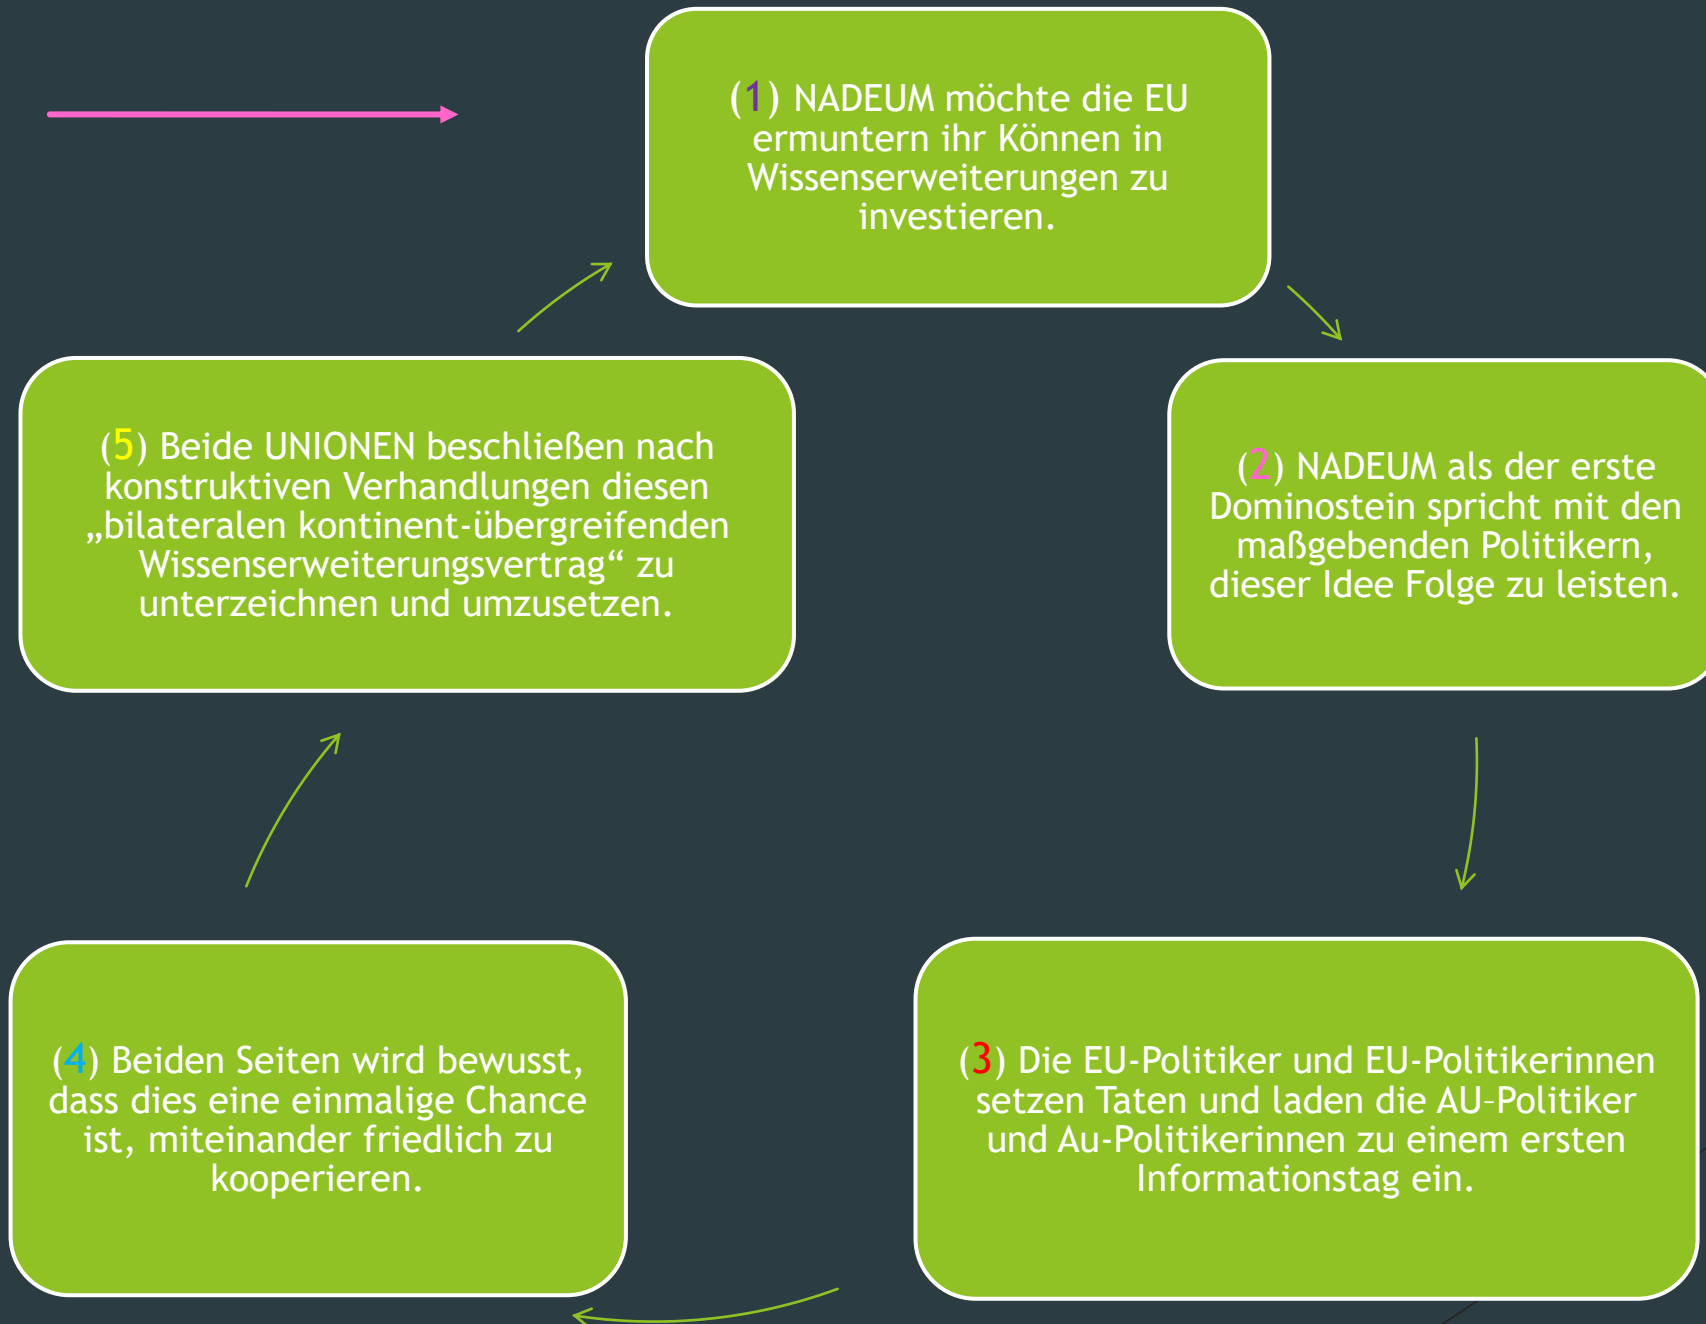 (1) NADEUM möchte die EU
ermuntern ihr Können in
Wissenserweiterungen zu
investieren.
(2) NADEUM als der erste
Dominostein spricht mit den
maßgebenden Politikern,
dieser Idee Folge zu leisten.
(3) Die EU-Politiker und EU-Politikerinnen
setzen Taten und laden die AU–Politiker
und Au-Politikerinnen zu einem ersten
Informationstag ein.
(4) Beiden Seiten wird bewusst,
dass dies eine einmalige Chance
ist, miteinander friedlich zu
kooperieren.
(5) Beide UNIONEN beschließen nach
konstruktiven Verhandlungen diesen
„bilateralen kontinent-übergreifenden
Wissenserweiterungsvertrag“ zu
unterzeichnen und umzusetzen.